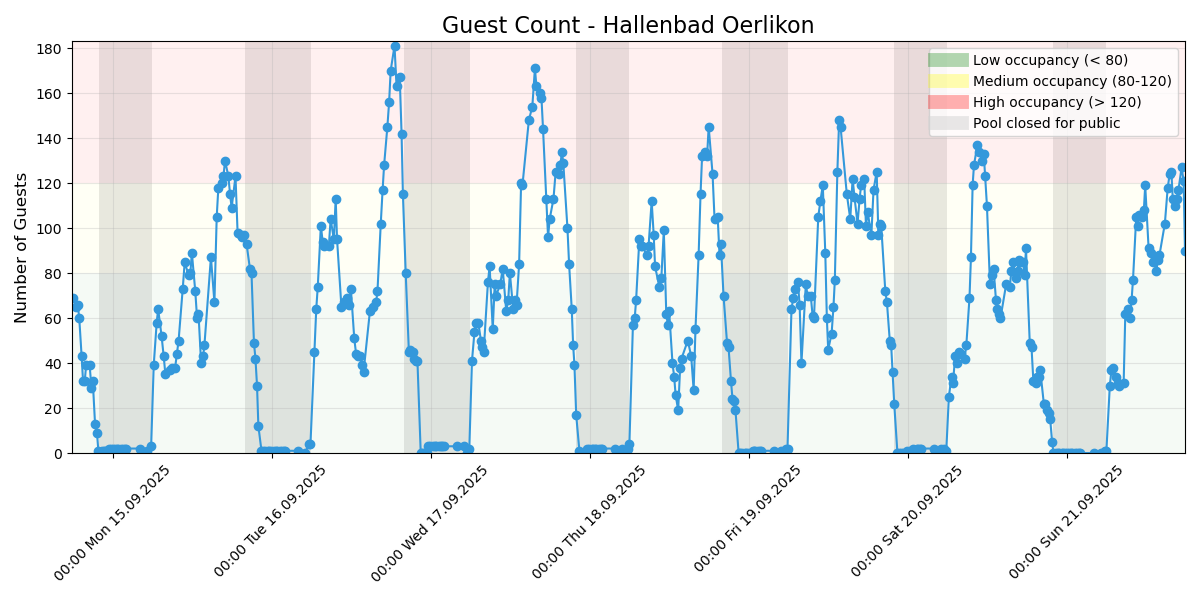 Guest Count - Hallenbad Oerlikon
Number of Guests
180
160
140
120
100
80
60
40
20
0
Low occupancy (< 80)
Medium occupancy (80-120)
High occupancy (> 120)
Pool closed for public
00:00 Mon 15.09.2025
00:00 Tue 16.09.2025
00:00 Wed 17.09.2025
00:00 Thu 18.09.2025
00:00 Fri 19.09.2025
00:00 Sat 20.09.2025
00:00 Sun 21.09.2025